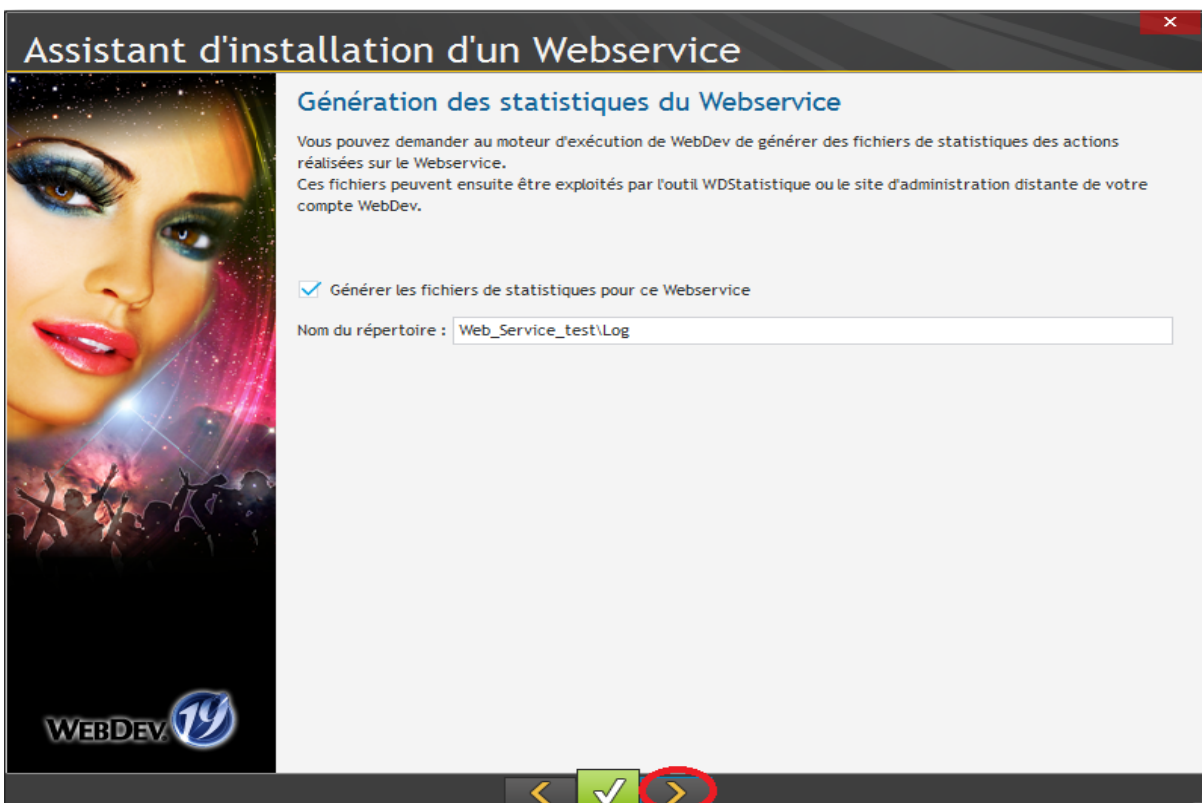 Assistant d'installation d'un Webservice
Génération des statistiques du Webservice
Vous pouvez demander au moteur d'exécution de WebDev de générer des fichiers de statistiques des actions
réalisées sur le Webservice.
Ces fichiers peuvent ensuite être exploités par l'outil WDStatistique ou le site d'administration distante de votre
compte WebDev.
Générer les fichiers de statistiques pour ce Webservice
Nom du répertoire : Web_Service_test\Log
WEBDEV. 19